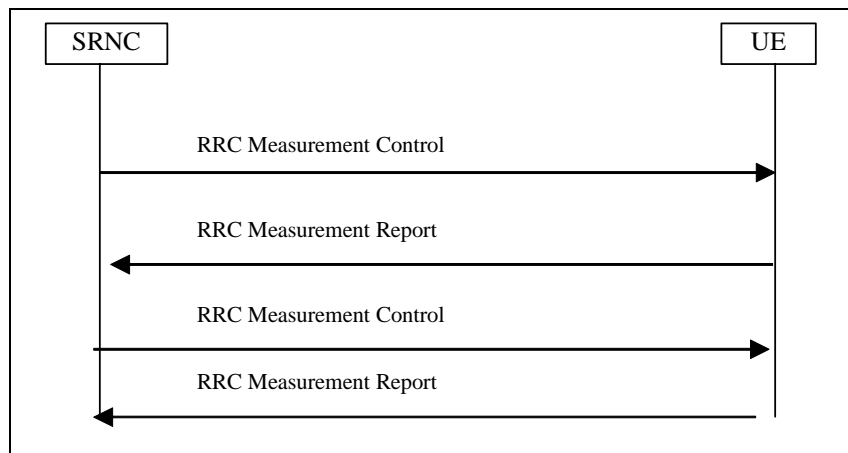 SRNC
UE
RRC Measurement Control
RRC Measurement Report
RRC Measurement Control
RRC Measurement Report